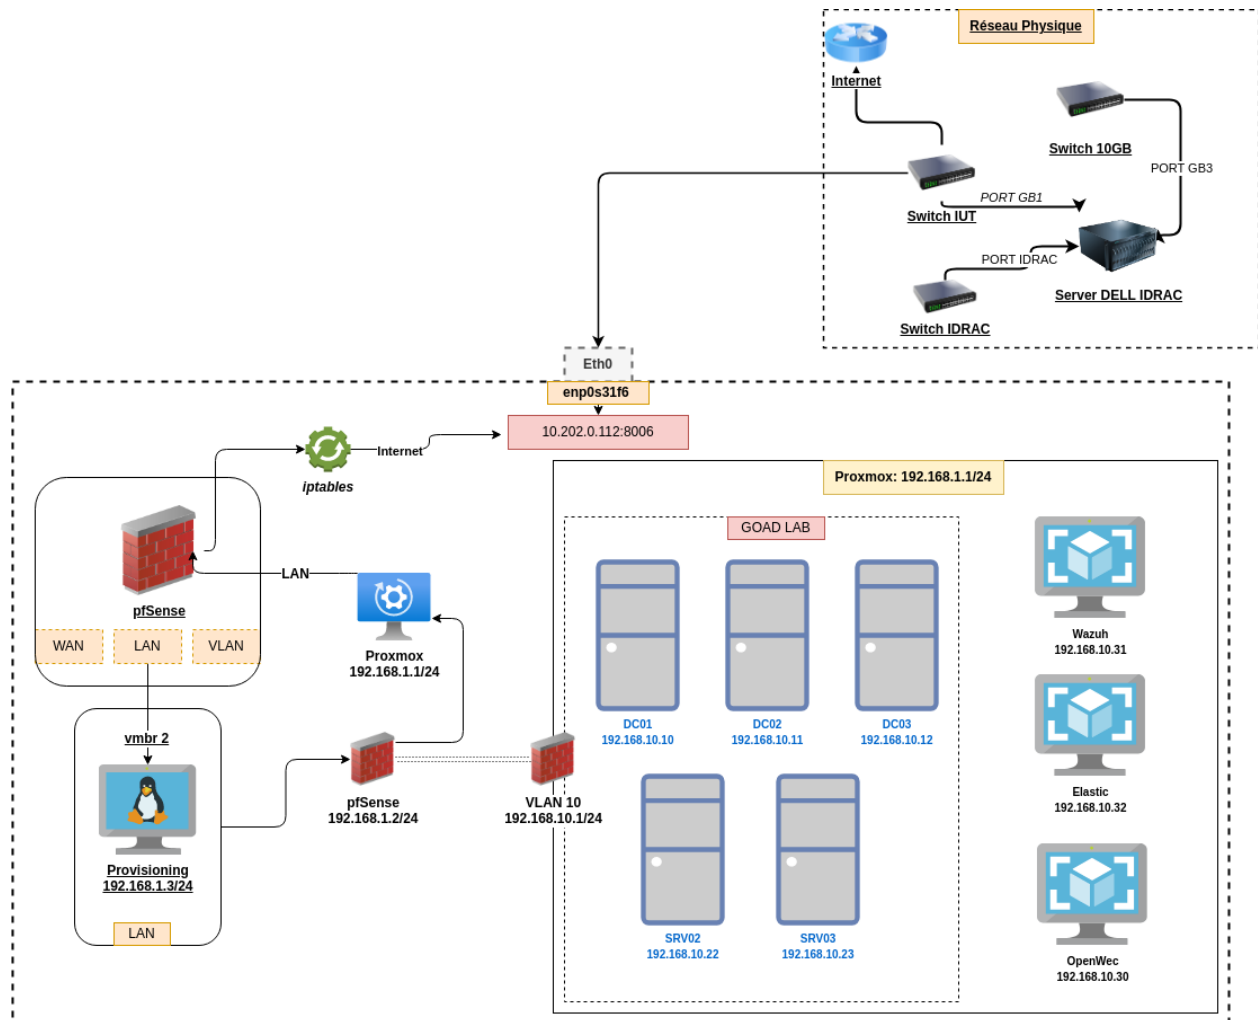 Réseau Physique
Internet
Switch 10GB
PORT GB3
PORT GB1
Switch IUT
PORT IDRAC
Server DELL IDRAC
Switch IDRAC
Eth0
enp0s31f6
10.202.0.112:8006
Internet
iptables
Proxmox: 192.168.1.1/24
GOAD LAB
pfSense
LAN
WAN
LAN
VLAN
Proxmox
192.168.1.1/24
Wazuh
192.168.10.31
DC01
192.168.10.10
DC02
192.168.10.11
DC03
192.168.10.12
vmbr 2
pfSense
192.168.1.2/24
VLAN 10
192.168.10.1/24
Elastic
192.168.10.32
Provisioning
192.168.1.3/24
LAN
SRV02
192.168.10.22
SRV03
192.168.10.23
OpenWec
192.168.10.30